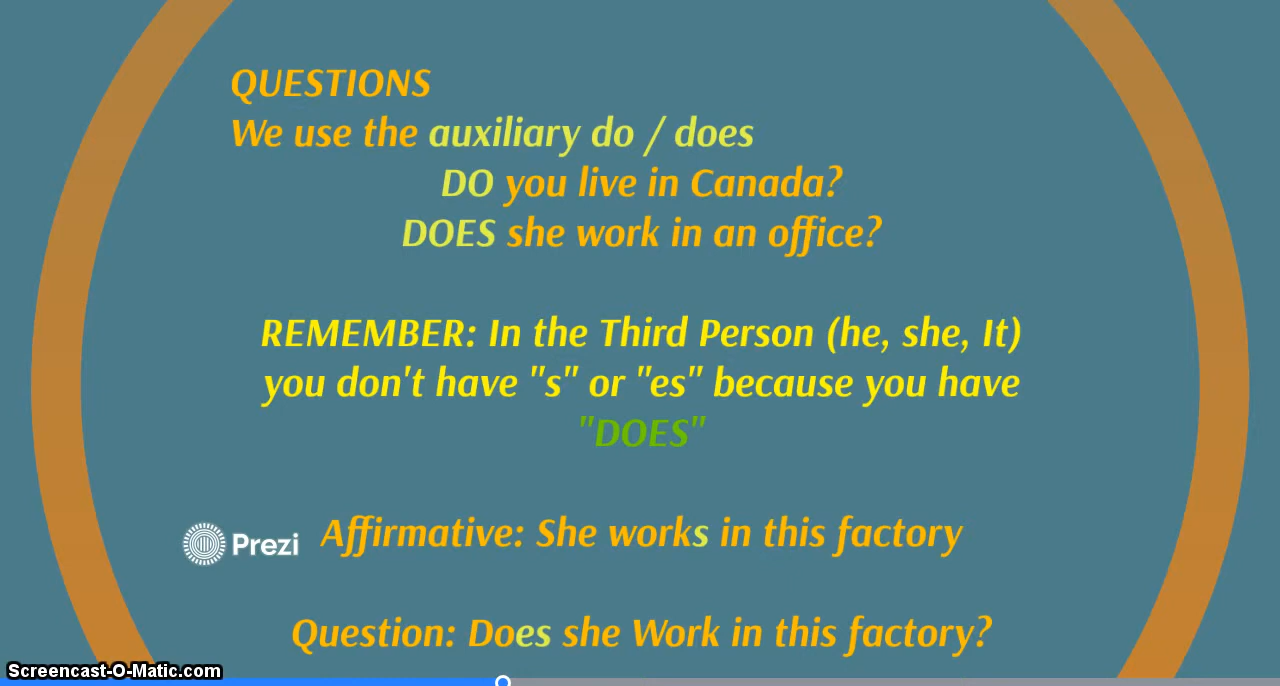 QUESTIONS
We use the auxiliary do / does
DO you live in Canada?
DOES she work in an office?
REMEMBER: In the Third Person (he, she, It)
you don't have "s" or "es" because you have
"DOES"
Affirmative: She works in this factory
Prezi
Question: Does she Work in this factory?
Screencast-O-Matic.com